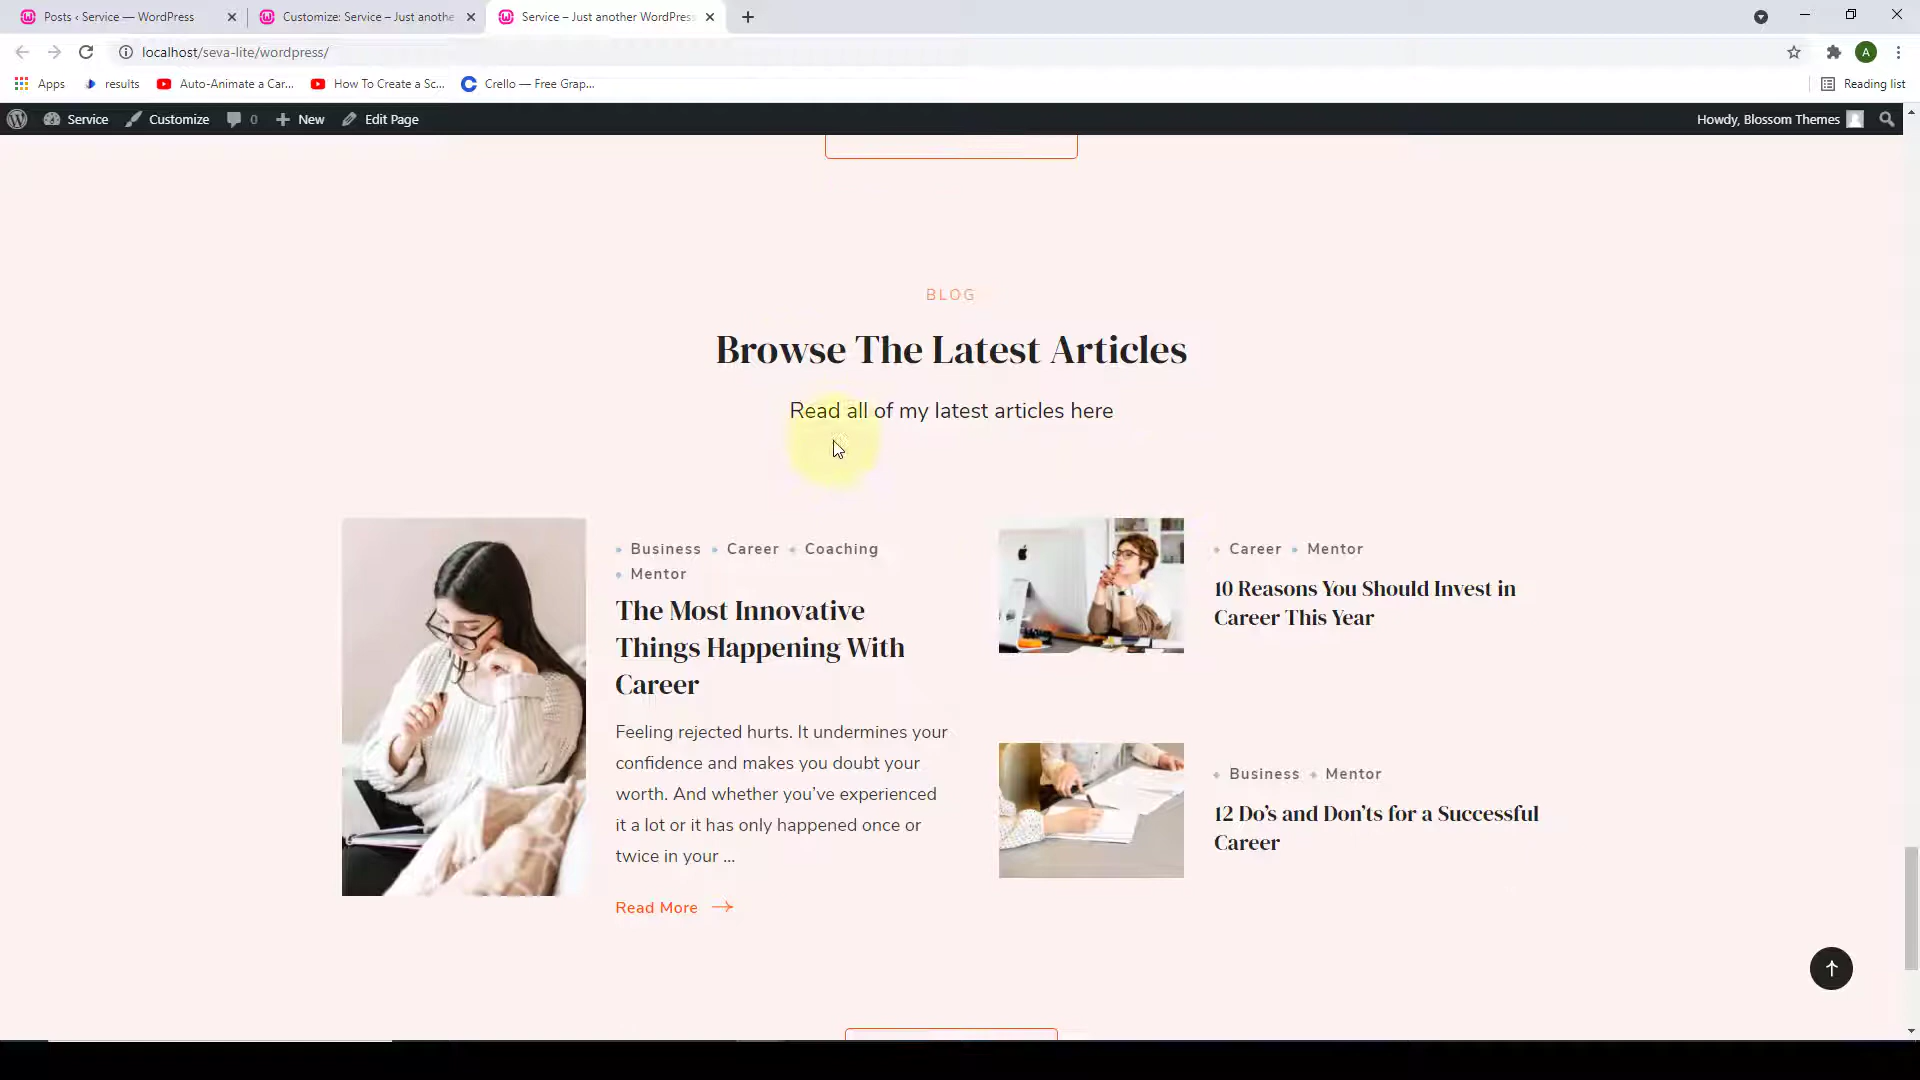 Posts ‹ Service — WordPress
Customize: Service – Just anothe
Service – Just another WordPres
localhost/seva-lite/wordpress/
A
Apps
results
Auto-Animate a Car...
How To Create a Sc...
Crello — Free Grap...
Reading list
Service
Customize
0
New
Edit Page
Howdy, Blossom Themes
BLOG
Browse The Latest Articles
Read all of my latest articles here
Business Career Coaching
Mentor
The Most Innovative
Things Happening With
Career
Feeling rejected hurts. It undermines your
confidence and makes you doubt your
worth. And whether you’ve experienced
it a lot or it has only happened once or
twice in your ...
Read More
Career Mentor
10 Reasons You Should Invest in
Career This Year
Business Mentor
12 Do’s and Don’ts for a Successful
Career